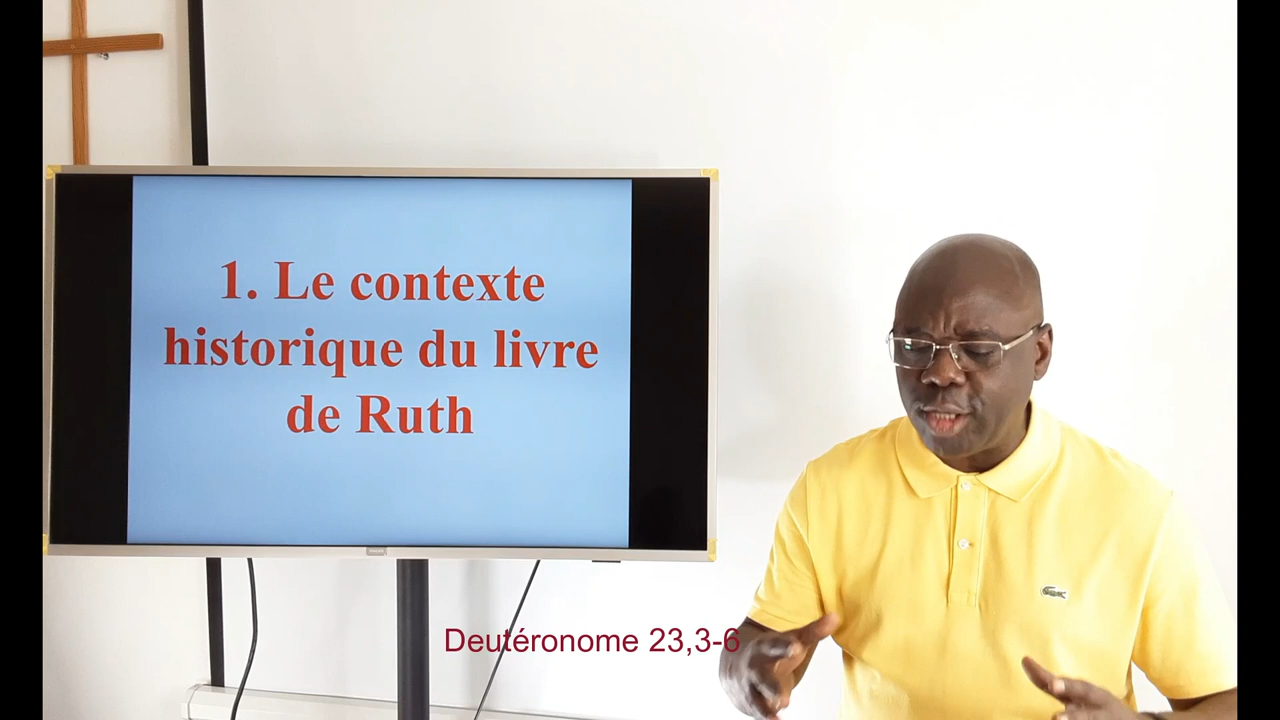 1. Le contexte
historique du livre
de Ruth
Deutéronome 23,3-6